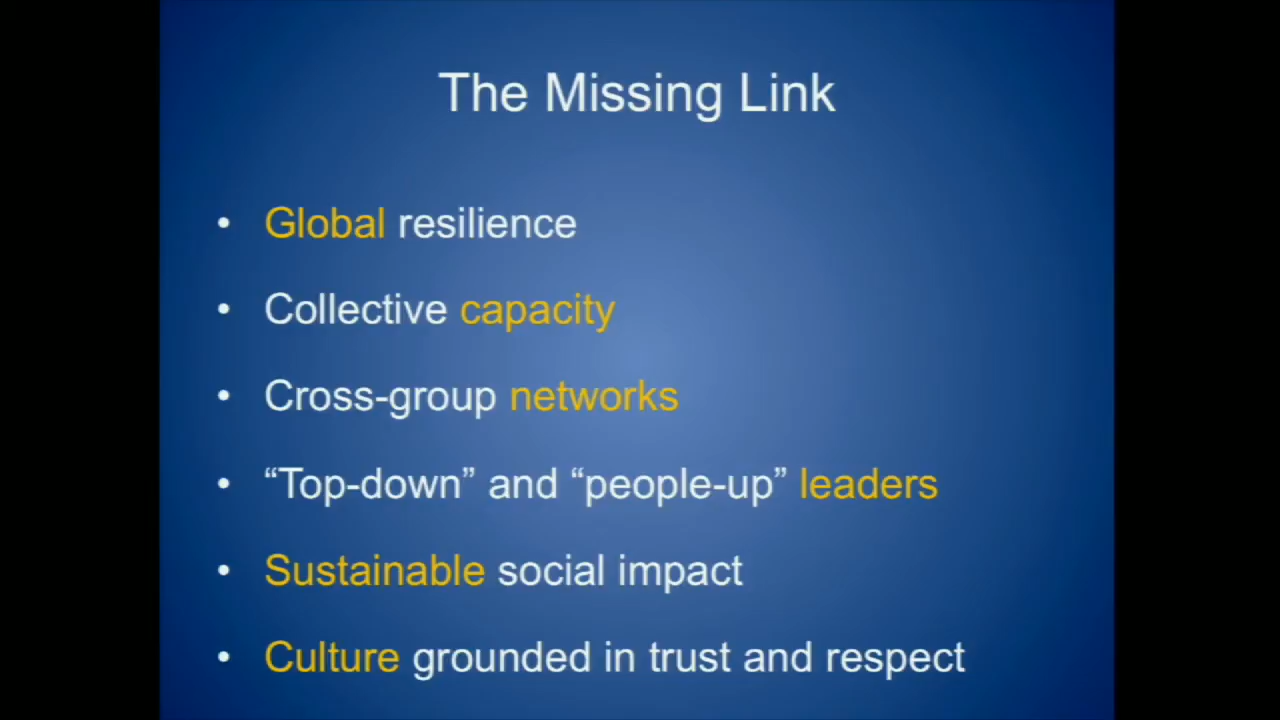 The Missing Link
• Global resilience
• Collective capacity
• Cross-group networks
• “Top-down” and “people-up” leaders
• Sustainable social impact
• Culture grounded in trust and respect